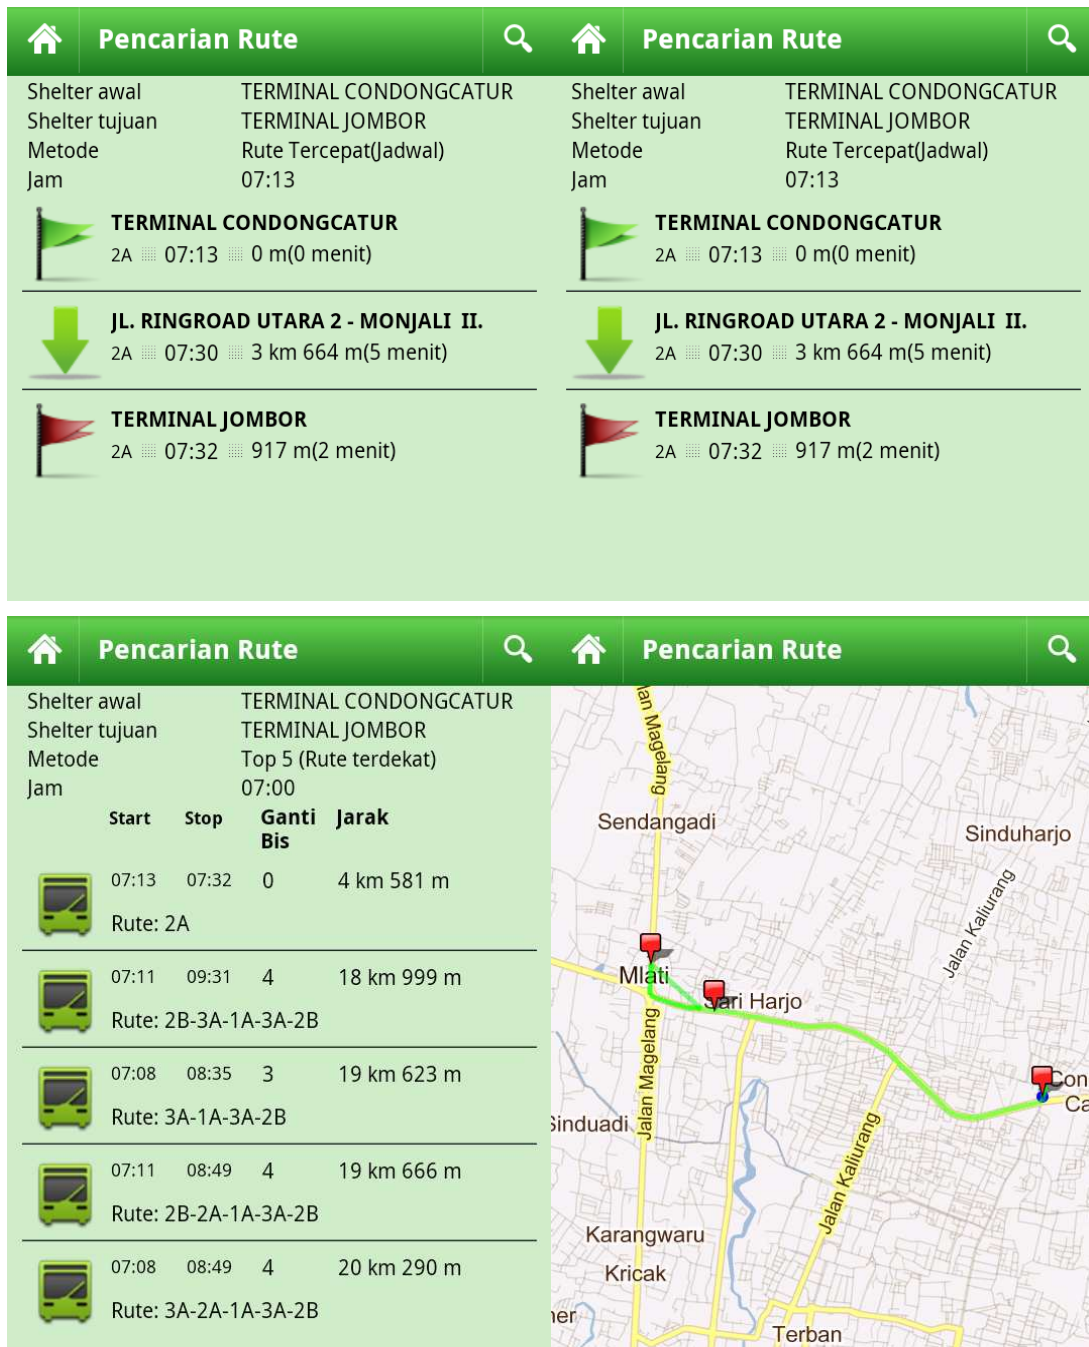 Pencarian Rute
Shelter awal TERMINAL CONDONGCATUR
Shelter tujuan TERMINAL JOMBOR
Metode Rute Tercepat(Jadwal)
Jam 07:13
TERMINAL CONDONGCATUR
2A 07:13 0 m(0 menit)
JL. RINGROAD UTARA 2 - MONJALI II.
2A 07:30 3 km 664 m(5 menit)
TERMINAL JOMBOR
2A 07:32 917 m(2 menit)
Pencarian Rute
Shelter awal TERMINAL CONDONGCATUR
Shelter tujuan TERMINAL JOMBOR
Metode Rute Tercepat(Jadwal)
Jam 07:13
TERMINAL CONDONGCATUR
2A 07:13 0 m(0 menit)
JL. RINGROAD UTARA 2 - MONJALI II.
2A 07:30 3 km 664 m(5 menit)
TERMINAL JOMBOR
2A 07:32 917 m(2 menit)
Pencarian Rute
Shelter awal TERMINAL CONDONGCATUR
Shelter tujuan TERMINAL JOMBOR
Metode Top 5 (Rute terdekat)
Jam 07:00
Start Stop Ganti Jarak
Bis
07:13 07:32 0 4 km 581 m
Rute: 2A
07:11 09:31 4 18 km 999 m
Rute: 2B-3A-1A-3A-2B
07:08 08:35 3 19 km 623 m
Rute: 3A-1A-3A-2B
07:11 08:49 4 19 km 666 m
Rute: 2B-2A-1A-3A-2B
07:08 08:49 4 20 km 290 m
Rute: 3A-2A-1A-3A-2B
Pencarian Rute
lan Magelang
Sendangadi
Sinduharjo
Jalan Kaliurang
Mlati
Sari Harjo
Jalan Magelang
Con
Ca
Sinduadi
Jalan Kaliurang
Karangwaru
Kricak
ner
Terban